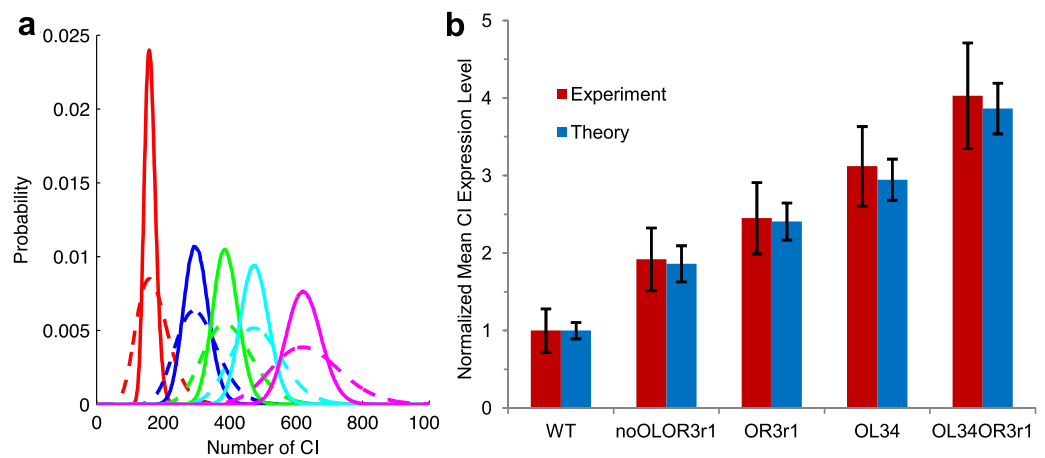 a
0.025
0.02
0.015
0.01
0.005
0
Probability
0 200 400 600 800 100
Number of CI
b
5
4
3
2
1
0
Normalized Mean CI Expression Level
Experiment
Theory
WT noOLOR3r1 OR3r1 OL34 OL34OR3r1